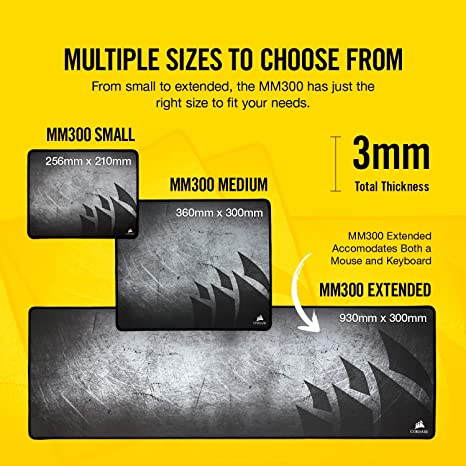 MULTIPLE SIZES TO CHOOSE FROM
From small to extended, the MM300 has just the
right size to fit your needs.
MM300 SMALL
256mm x 210mm
3mm
Total Thickness
MM300 MEDIUM
360mm x 300mm
CORSAIR
MM300 Extended
Accomodates Both a
Mouse and Keyboard
MM300 EXTENDED
930mm x 300mm
CORSAIR